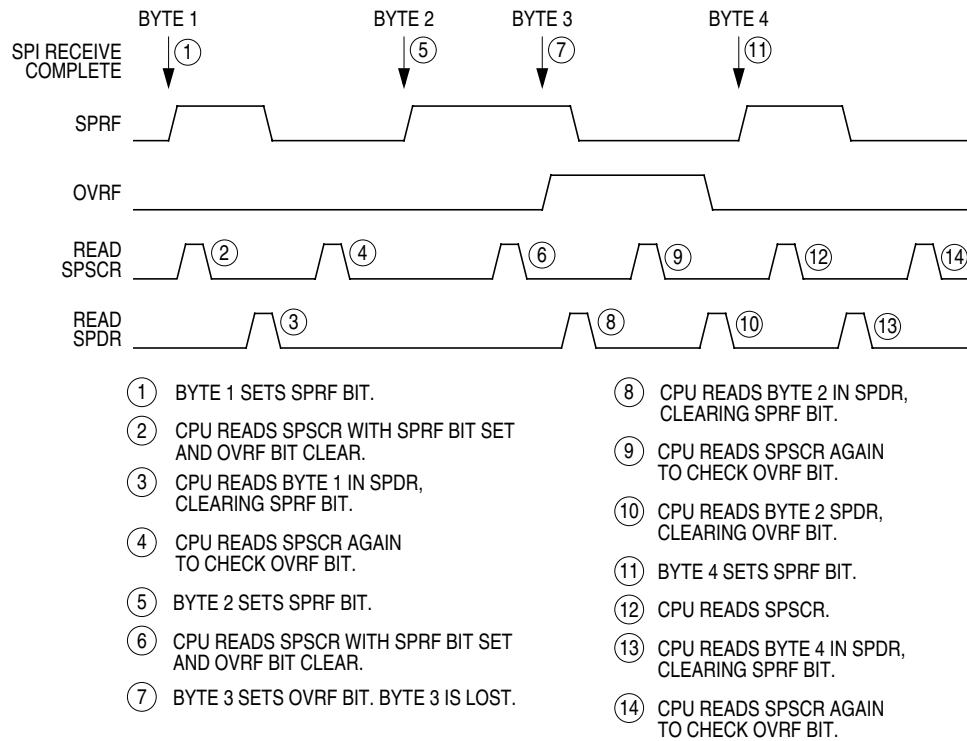 BYTE 1 BYTE 2 BYTE 3 BYTE 4
SPI RECEIVE
COMPLETE
1 5 7 11
SPRF
OVRF
READ
SPSCR
2 4 6 9 12 14
READ
SPDR
3 8 10 13
1 BYTE 1 SETS SPRF BIT.
2 CPU READS SPSCR WITH SPRF BIT SET
AND OVRF BIT CLEAR.
3 CPU READS BYTE 1 IN SPDR,
CLEARING SPRF BIT.
4 CPU READS SPSCR AGAIN
TO CHECK OVRF BIT.
5 BYTE 2 SETS SPRF BIT.
6 CPU READS SPSCR WITH SPRF BIT SET
AND OVRF BIT CLEAR.
7 BYTE 3 SETS OVRF BIT. BYTE 3 IS LOST.
8 CPU READS BYTE 2 IN SPDR,
CLEARING SPRF BIT.
9 CPU READS SPSCR AGAIN
TO CHECK OVRF BIT.
10 CPU READS BYTE 2 SPDR,
CLEARING OVRF BIT.
11 BYTE 4 SETS SPRF BIT.
12 CPU READS SPSCR.
13 CPU READS BYTE 4 IN SPDR,
CLEARING SPRF BIT.
14 CPU READS SPSCR AGAIN
TO CHECK OVRF BIT.